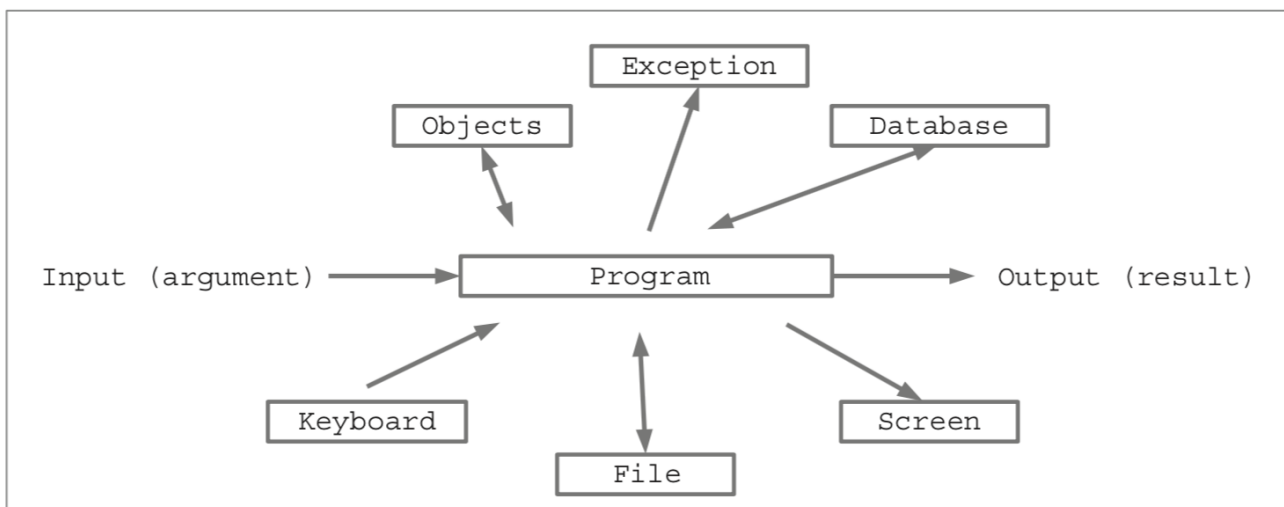 Exception
Objects
Database
Input (argument)
Program
Output (result)
Keyboard
Screen
File